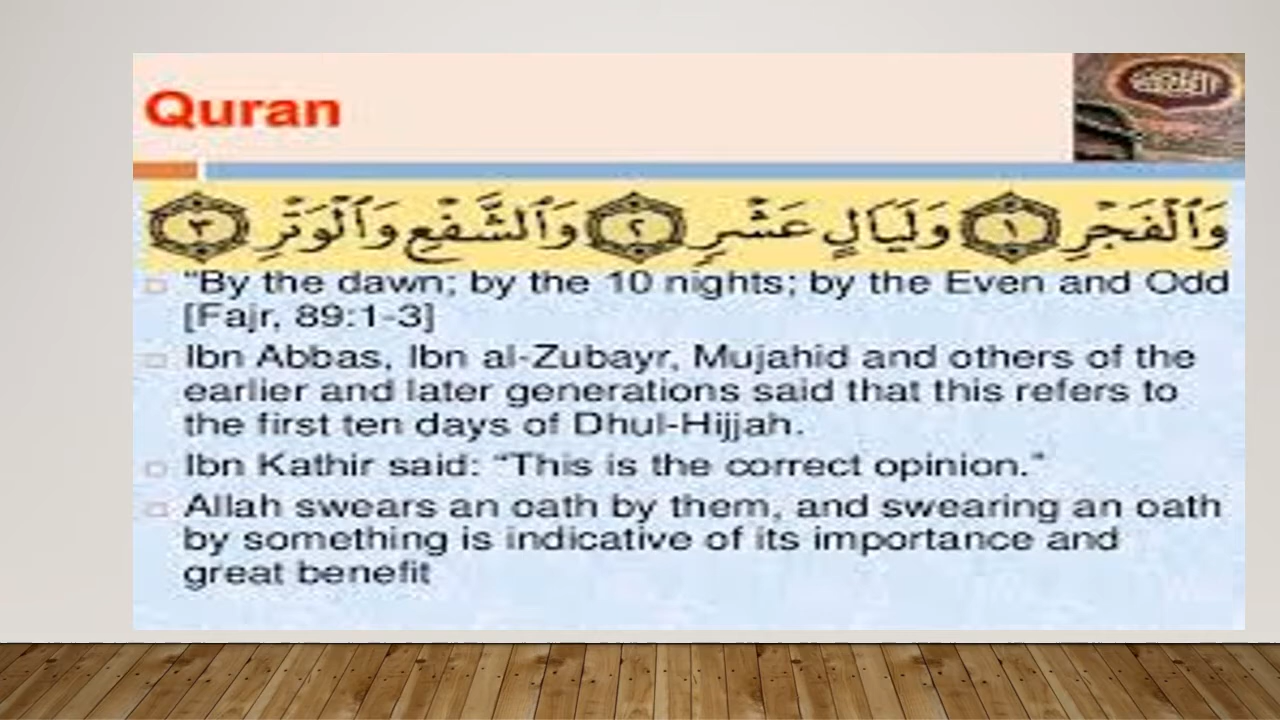 Quran
وَٱلْفَجْرِ ١ وَلَيَالٍ عَشْرٍ ٢ وَٱلشَّفْعِ وَٱلْوَتْرِ ٣
"By the dawn; by the 10 nights; by the Even and Odd
[Fajr, 89:1-3]
Ibn Abbas, Ibn al-Zubayr, Mujahid and others of the
earlier and later generations said that this refers to
the first ten days of Dhul-Hijjah.
Ibn Kathir said: "This is the correct opinion."
Allah swears an oath by them, and swearing an oath
by something is indicative of its importance and
great benefit